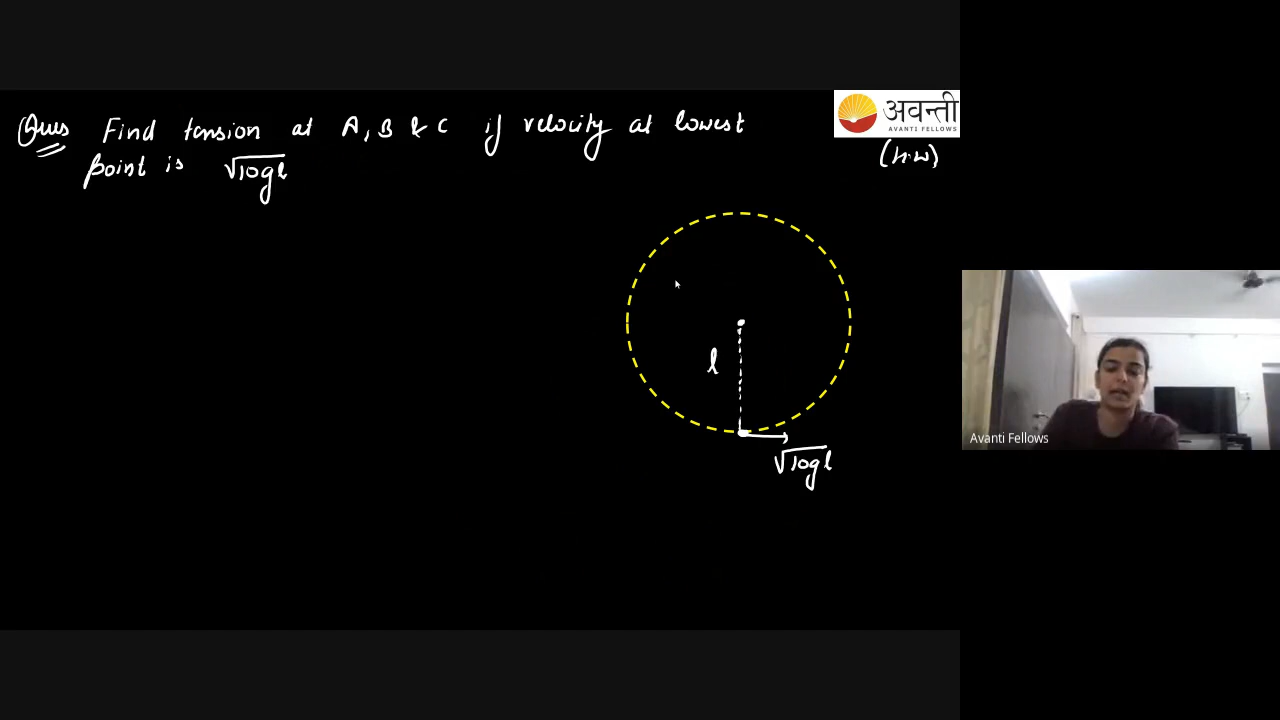 Ques Find tension at A, B & C if velocity at lowest
point is √10gl
अवन्ती
AVANTI FELLOWS
(H.W)
l
√10gl
Avanti Fellows